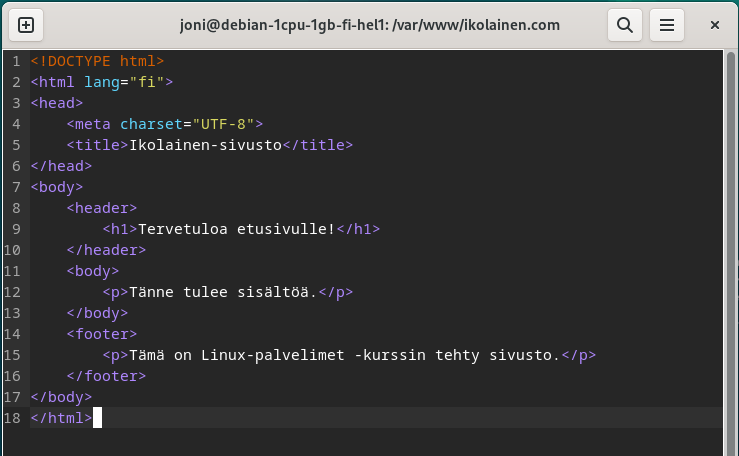 joni@debian-1cpu-1gb-fi-hel1: /var/www/ikolainen.com
1 <!DOCTYPE html>
2 <html lang="fi">
3 <head>
4     <meta charset="UTF-8">
5     <title>Ikolainen-sivusto</title>
6 </head>
7 <body>
8     <header>
9         <h1>Tervetuloa etusivulle!</h1>
10     </header>
11     <body>
12         <p>Tänne tulee sisältöä.</p>
13     </body>
14     <footer>
15         <p>Tämä on Linux-palvelimet -kurssin tehty sivusto.</p>
16     </footer>
17 </body>
18 </html>